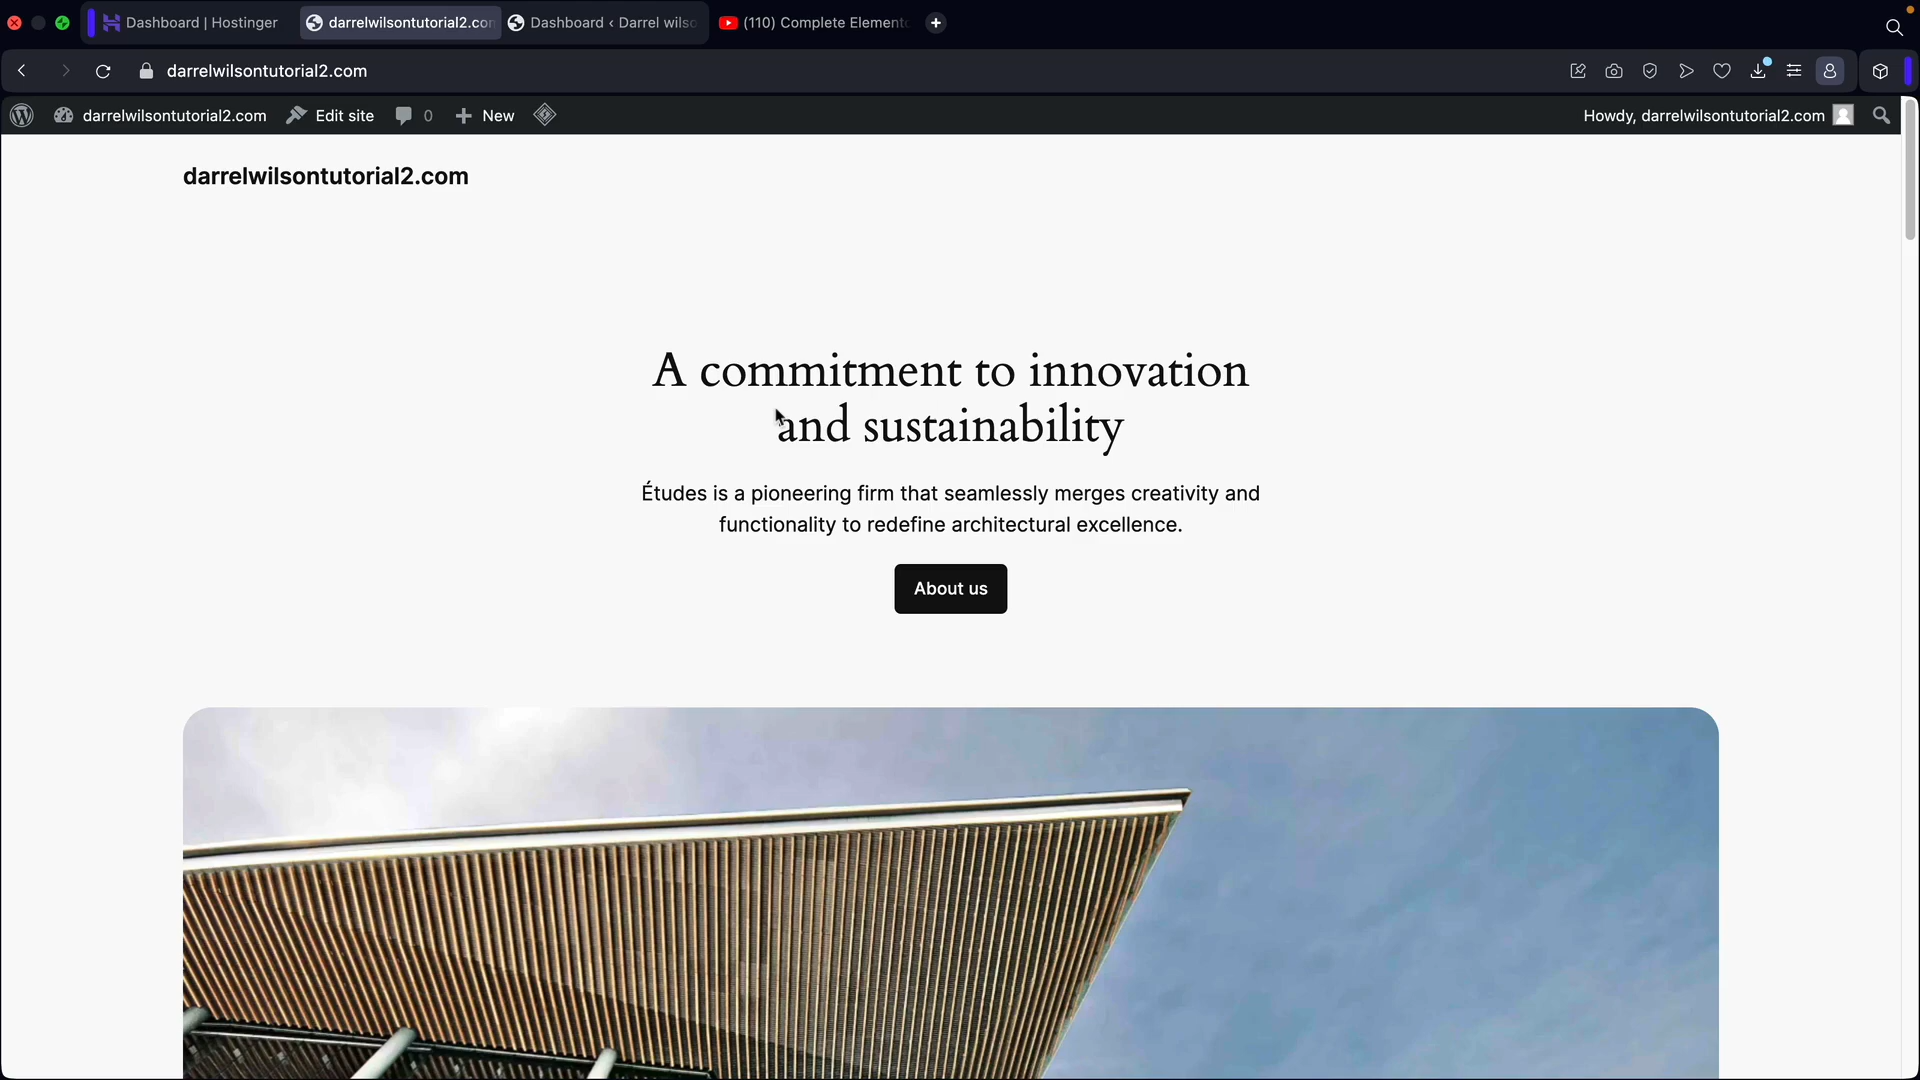 Dashboard | Hostinger
darrelwilsontutorial2.com
Dashboard < Darrel wilso
(110) Complete Element
darrelwilsontutorial2.com
darrelwilsontutorial2.com
Edit site
0
New
Howdy, darrelwilsontutorial2.com
darrelwilsontutorial2.com
A commitment to innovation
and sustainability
Études is a pioneering firm that seamlessly merges creativity and
functionality to redefine architectural excellence.
About us